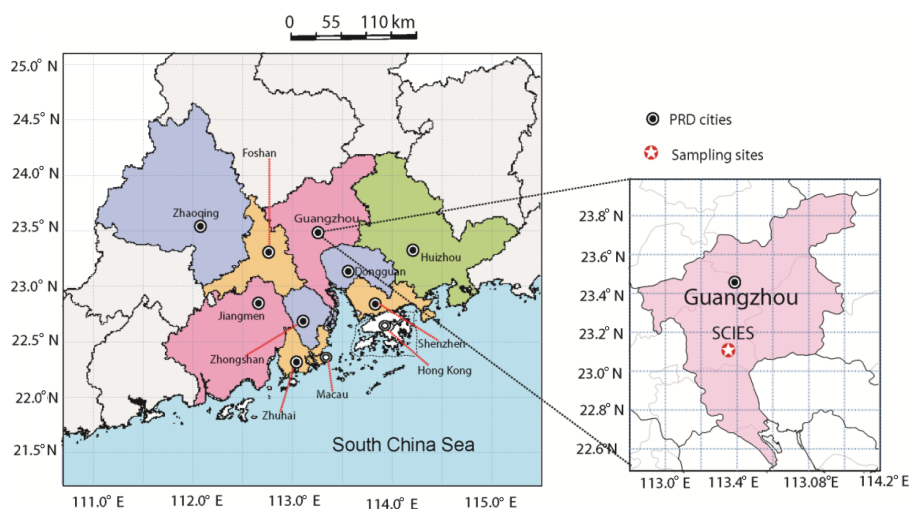 0 55 110 km
25.0° N
24.5° N
24.0° N
23.5° N
23.0° N
22.5° N
22.0° N
21.5° N
111.0° E 112.0° E 113.0° E 114.0° E 115.0° E
Foshan
Zhaoqing
Guangzhou
Huizhou
Dongguan
Jiangmen
Zhongshan
Shenzhen
Hong Kong
Macau
Zhuhai
South China Sea
PRD cities
Sampling sites
23.8° N
23.6° N
23.4° N
23.2° N
23.0° N
22.8° N
22.6° N
Guangzhou
SCIES
113.0° E 113.4° E 113.08° E 114.2° E